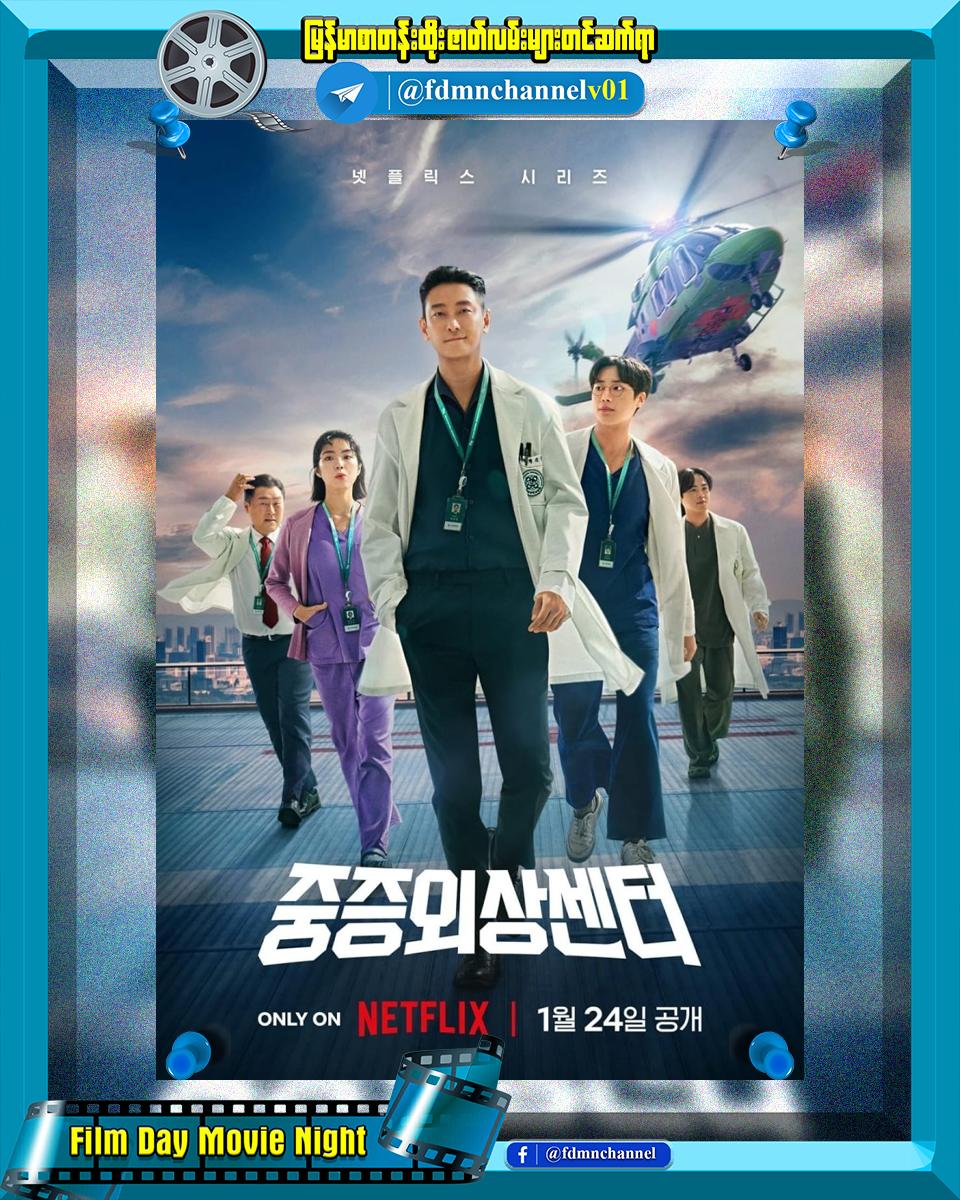 မြန်မာစာတန်းထိုးဇာတ်လမ်းများတင်ဆက်ရာ
@fdmnchannelv01
넷플릭스 시리즈
중증외상센터
ONLY ON NETFLIX | 1월 24일 공개
Film Day Movie Night
f | @fdmnchannel